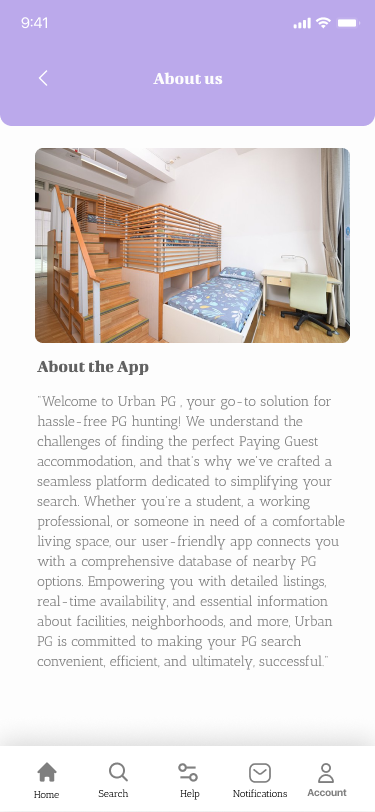 9:41
About us
About the App
"Welcome to Urban PG , your go-to solution for
hassle-free PG hunting! We understand the
challenges of finding the perfect Paying Guest
accommodation, and that's why we've crafted a
seamless platform dedicated to simplifying your
search. Whether you're a student, a working
professional, or someone in need of a comfortable
living space, our user-friendly app connects you
with a comprehensive database of nearby PG
options. Empowering you with detailed listings,
real-time availability, and essential information
about facilities, neighborhoods, and more, Urban
PG is committed to making your PG search
convenient, efficient, and ultimately, successful."
Home Search Help Notifications Account